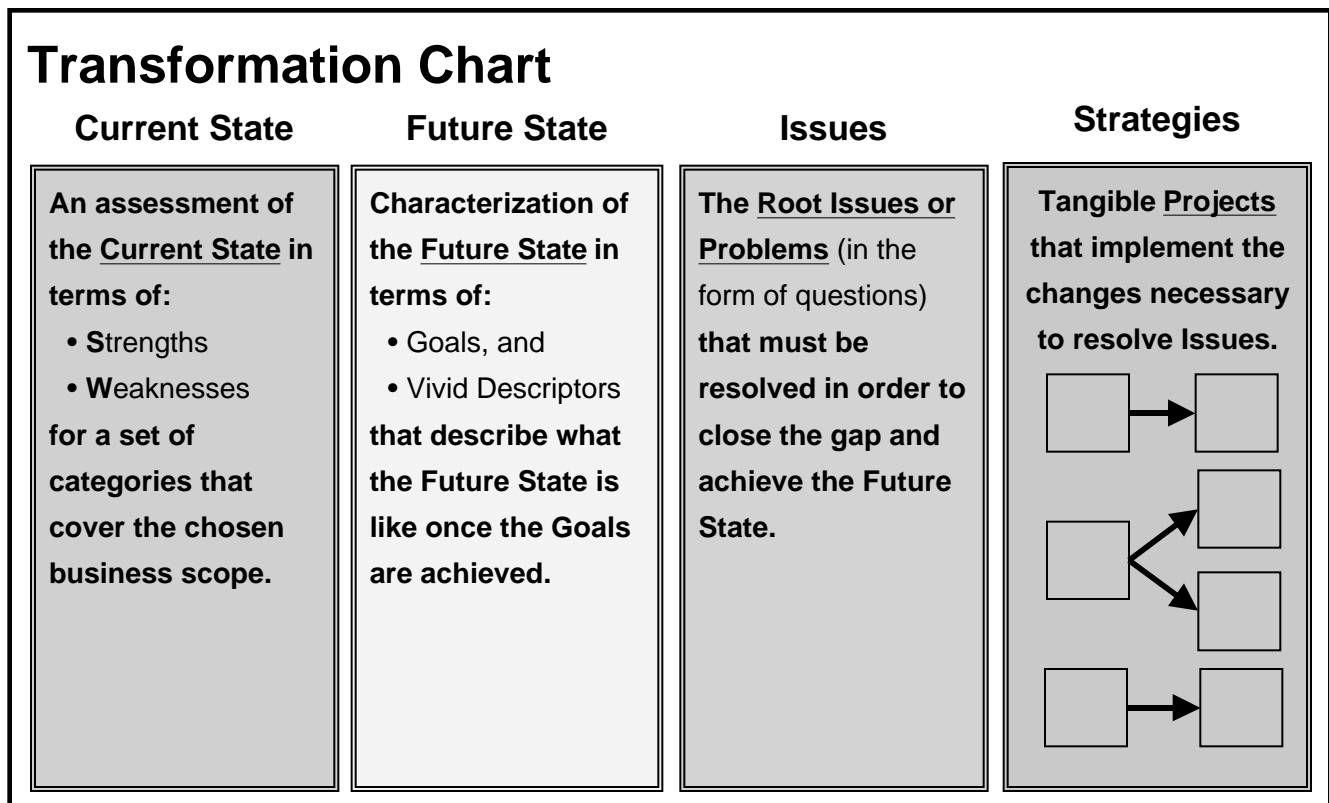 Transformation Chart
Current State
An assessment of
the Current State in
terms of:
• Strengths
• Weaknesses
for a set of
categories that
cover the chosen
business scope.
Future State
Characterization of
the Future State in
terms of:
• Goals, and
• Vivid Descriptors
that describe what
the Future State is
like once the Goals
are achieved.
Issues
The Root Issues or
Problems (in the
form of questions)
that must be
resolved in order to
close the gap and
achieve the Future
State.
Strategies
Tangible Projects
that implement the
changes necessary
to resolve Issues.